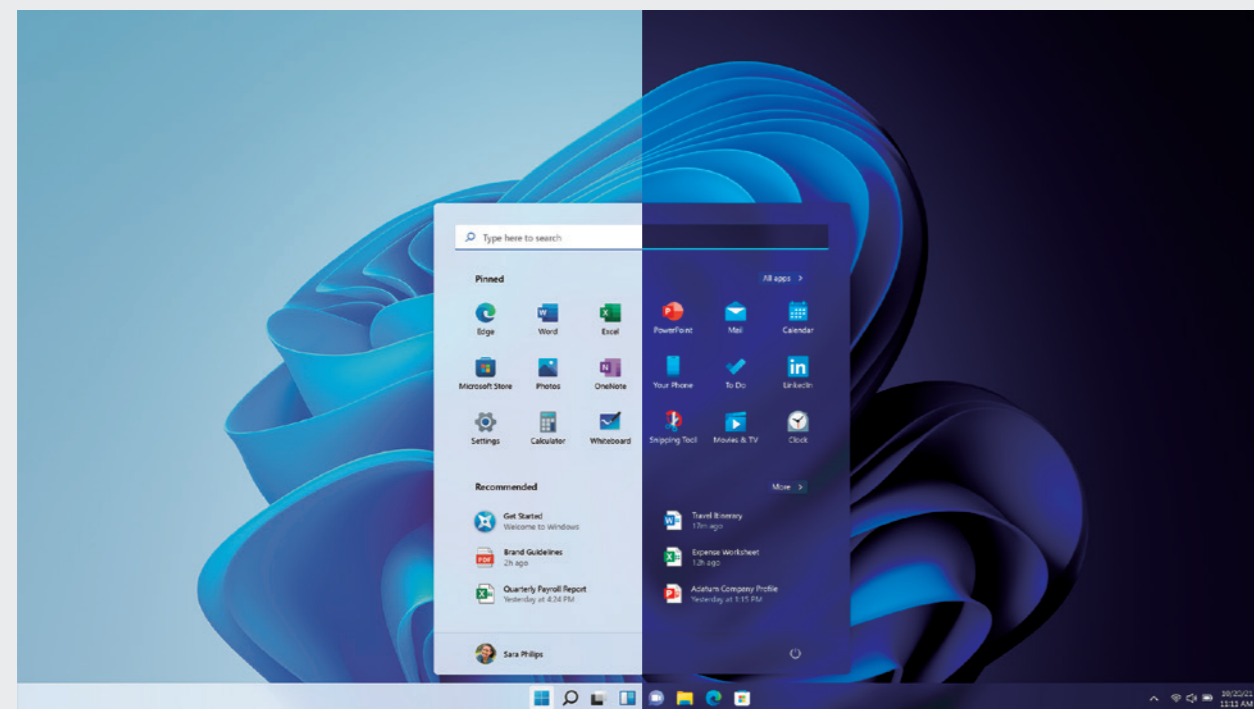 Type here to search
Pinned
All apps >
Edge
Word
Excel
PowerPoint
Mail
Calendar
Microsoft Store
Photos
OneNote
Your Phone
To Do
LinkedIn
Settings
Calculator
Whiteboard
Snipping Tool
Movies & TV
Clock
Recommended
More >
Get Started
Welcome to Windows
Travel Itinerary
17m ago
Brand Guidelines
2h ago
Expense Worksheet
12h ago
Quarterly Payroll Report
Yesterday at 4:24 PM
Adatum Company Profile
Yesterday at 1:15 PM
Sara Philips
11:11 AM